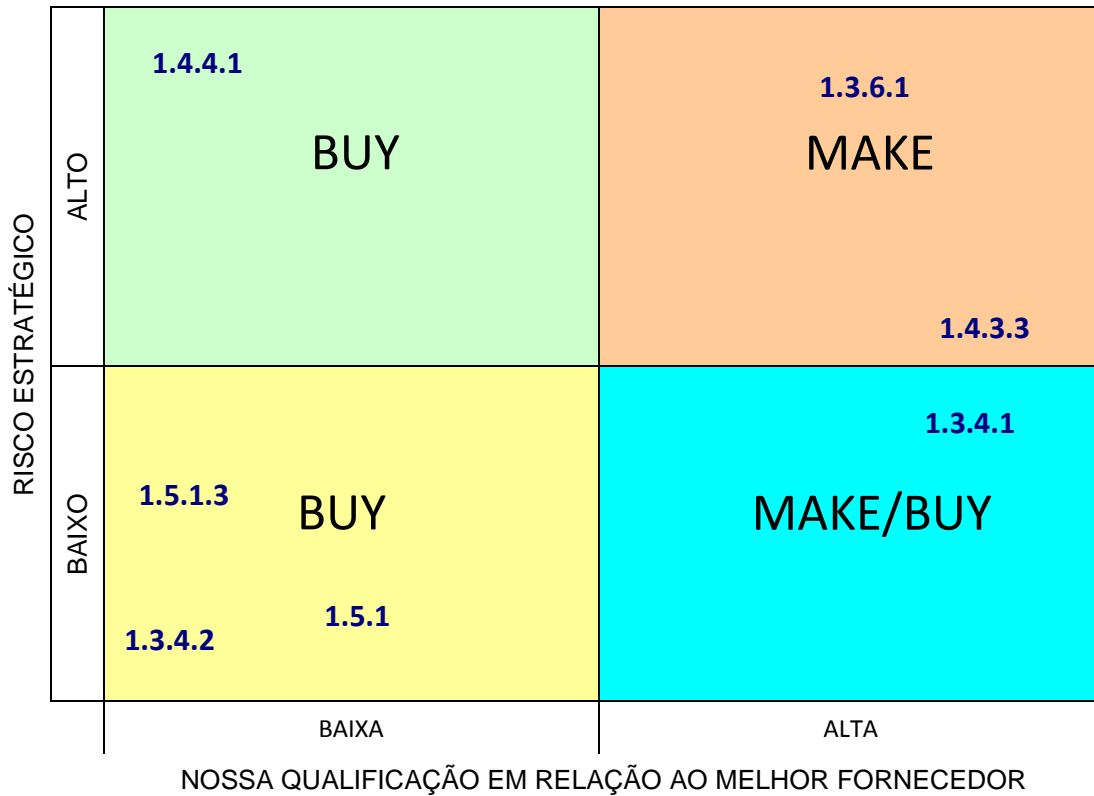 1.4.4.1
1.3.6.1
BUY
MAKE
ALTO
1.4.3.3
RISCO ESTRATÉGICO
1.3.4.1
1.5.1.3
BUY
MAKE/BUY
BAIXO
1.5.1
1.3.4.2
BAIXA
ALTA
NOSSA QUALIFICAÇÃO EM RELAÇÃO AO MELHOR FORNECEDOR